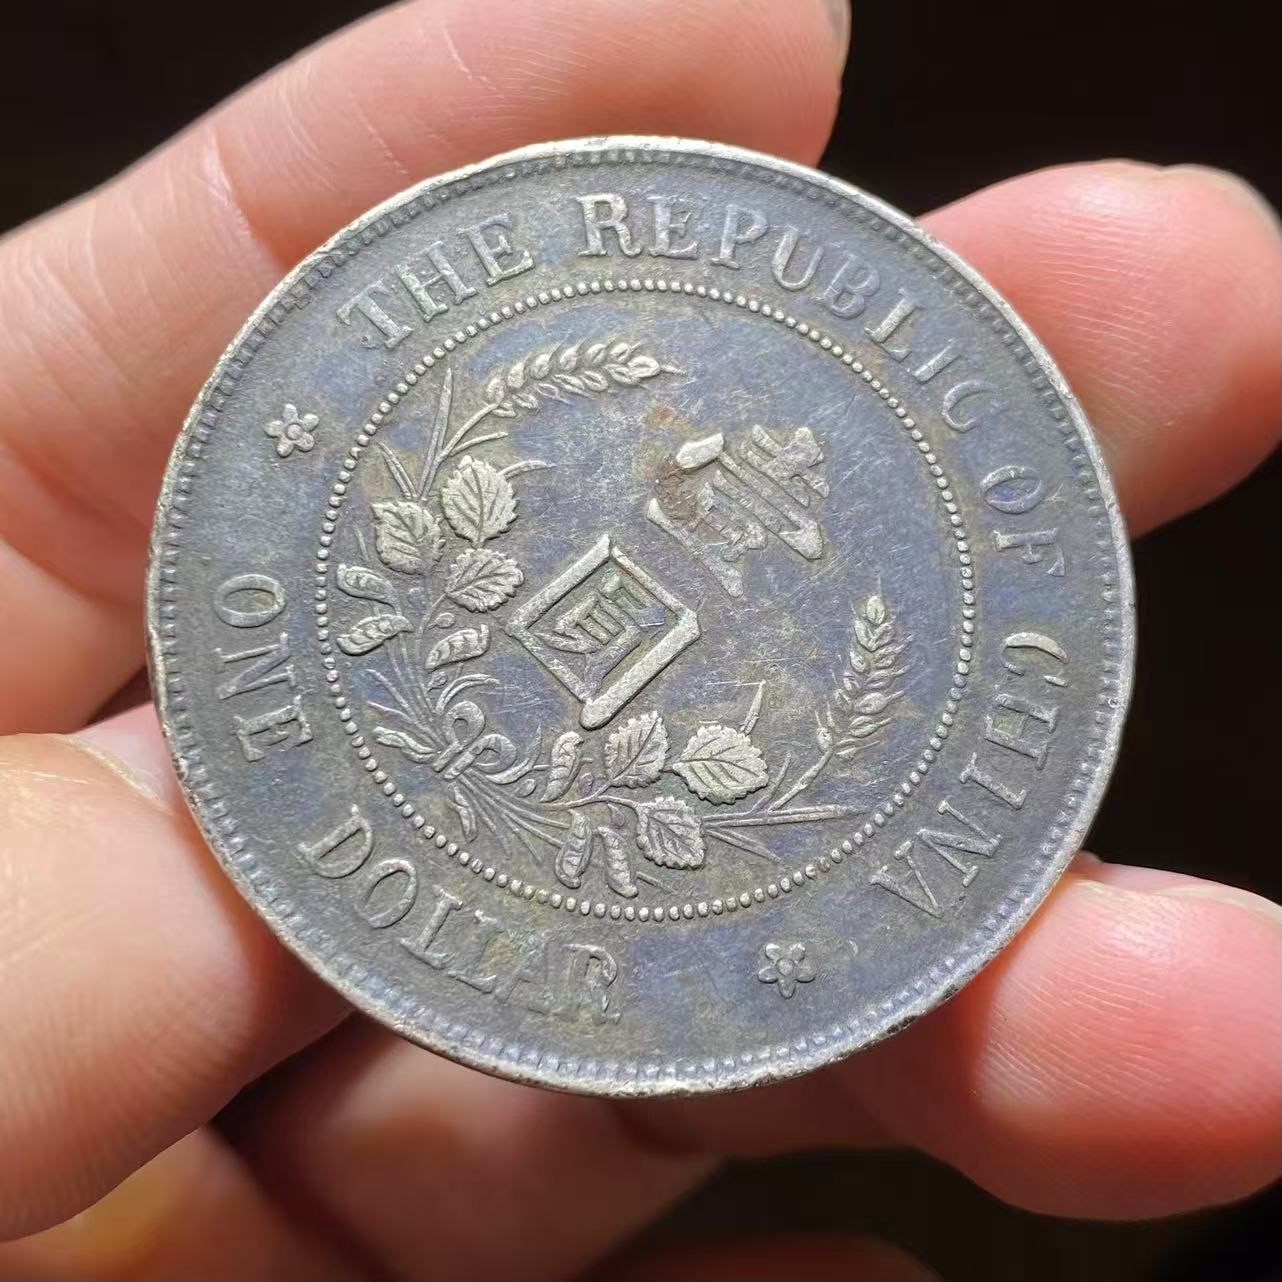 THE REPUBLIC OF CHINA
ONE DOLLAR
壹圓